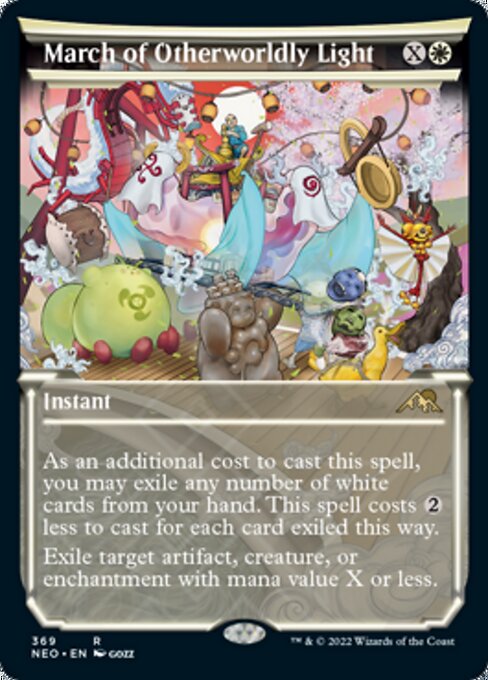 March of Otherworldly Light X
Instant
As an additional cost to cast this spell,
you may exile any number of white
cards from your hand. This spell costs 2
less to cast for each card exiled this way.
Exile target artifact, creature, or
enchantment with mana value X or less.
369 R
NEO • EN GOZZ
™ & © 2022 Wizards of the Coast